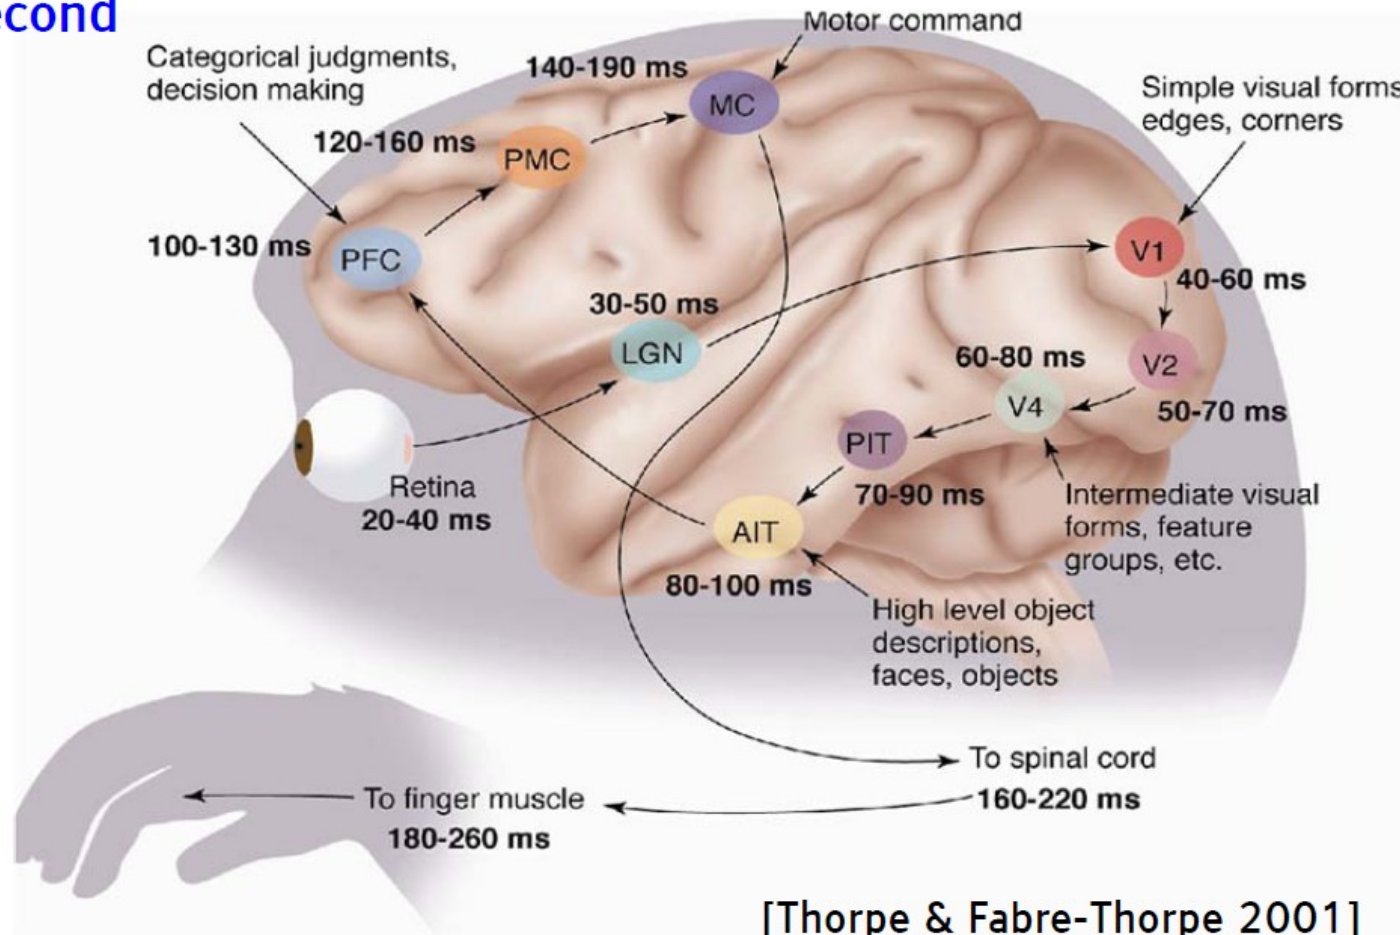 Motor command
Categorical judgments,
decision making
140-190 ms
MC
Simple visual forms
edges, corners
120-160 ms
PMC
100-130 ms
PFC
V1
40-60 ms
30-50 ms
LGN
V2
50-70 ms
60-80 ms
V4
PIT
70-90 ms
Retina
20-40 ms
Intermediate visual
forms, feature
groups, etc.
AIT
80-100 ms
High level object
descriptions,
faces, objects
To spinal cord
160-220 ms
To finger muscle
180-260 ms
[Thorpe & Fabre-Thorpe 2001]